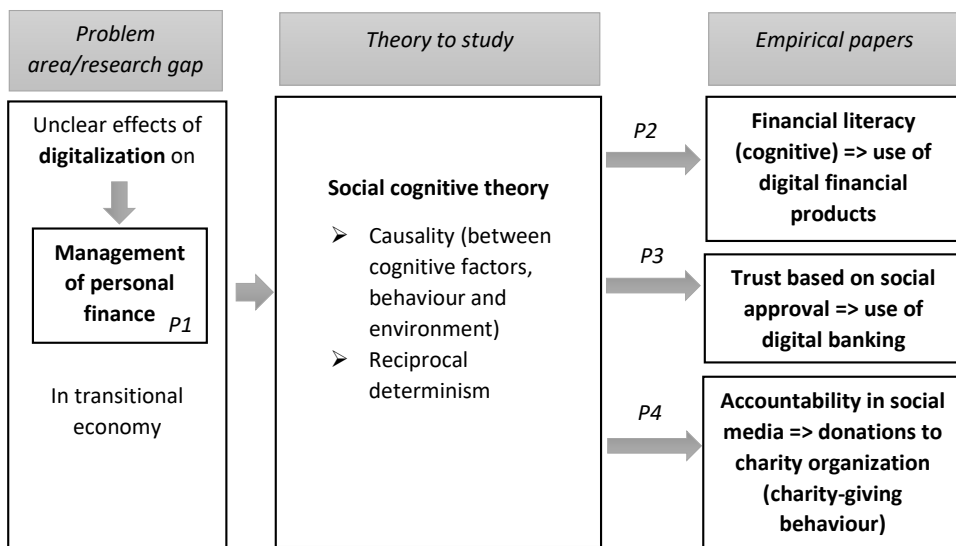 Problem
area/research gap
Unclear effects of
digitalization on
Management
of personal
finance
P1
In transitional
economy
Theory to study
Social cognitive theory
➢ Causality (between
cognitive factors,
behaviour and
environment)
➢ Reciprocal
determinism
Empirical papers
P2
Financial literacy
(cognitive) => use of
digital financial
products
P3
Trust based on social
approval => use of
digital banking
P4
Accountability in social
media => donations to
charity organization
(charity-giving
behaviour)